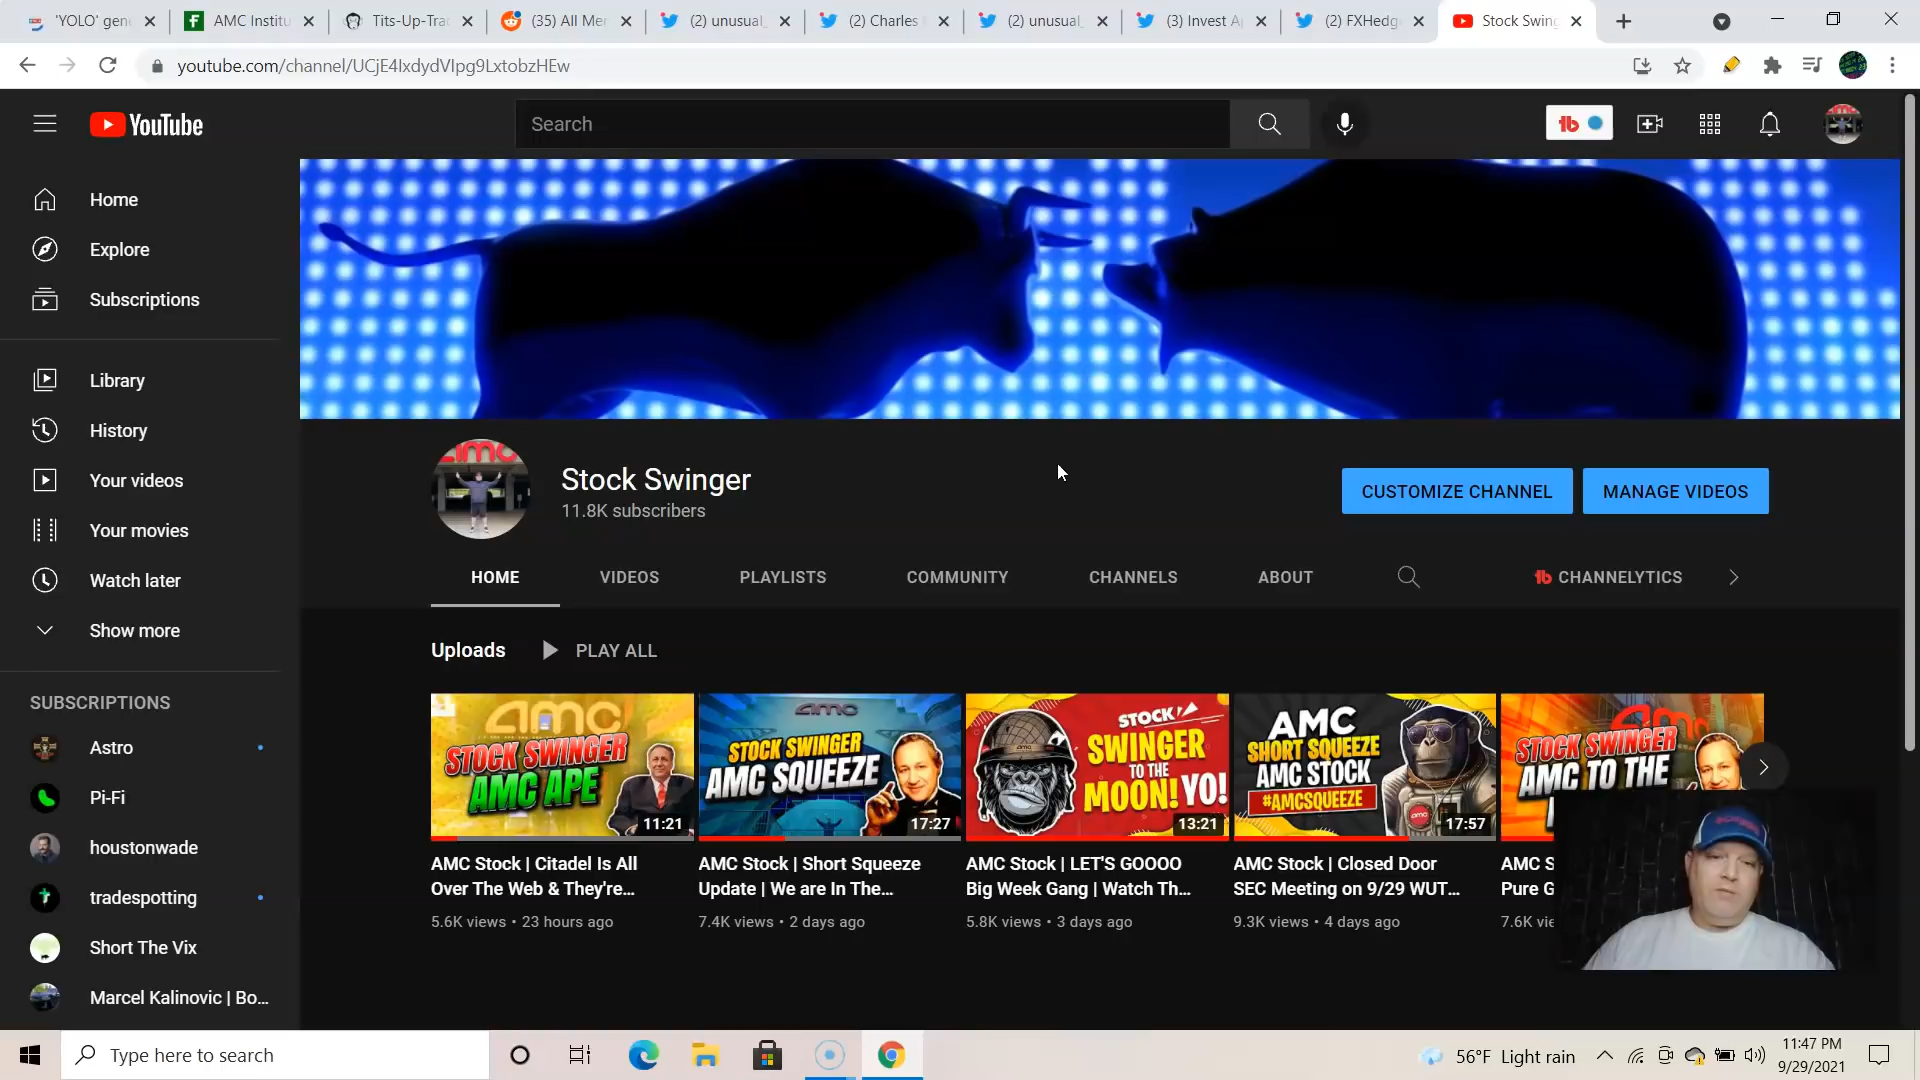 'YOLO' gen
AMC Institu
Tits-Up-Trac
(35) All Mer
(2) unusual_
(2) Charles
(2) unusual_
(3) Invest A
(2) FXHedg
Stock Swing
youtube.com/channel/UCjE4IxdydVIpg9LxtobzHEw
YouTube
Search
Home
Explore
Subscriptions
Library
History
Your videos
Your movies
Watch later
Show more
SUBSCRIPTIONS
Astro
Pi-Fi
houstonwade
tradespotting
Short The Vix
Marcel Kalinovic | Bo...
Stock Swinger
11.8K subscribers
CUSTOMIZE CHANNEL
MANAGE VIDEOS
HOME
VIDEOS
PLAYLISTS
COMMUNITY
CHANNELS
ABOUT
CHANNELYTICS
Uploads
PLAY ALL
amc
STOCK SWINGER
AMC APE
11:21
amc
STOCK SWINGER
AMC SQUEEZE
17:27
STOCK
SWINGER
TO THE
MOON! YO!
13:21
AMC
SHORT SQUEEZE
AMC STOCK
#AMCSQUEEZE
17:57
amc
STOCK SWINGER
AMC TO THE
AMC Stock | Citadel Is All
Over The Web & They're...
5.6K views • 23 hours ago
AMC Stock | Short Squeeze
Update | We are In The...
7.4K views • 2 days ago
AMC Stock | LET'S GOOOO
Big Week Gang | Watch Th...
5.8K views • 3 days ago
AMC Stock | Closed Door
SEC Meeting on 9/29 WUT...
9.3K views • 4 days ago
AMC S
Pure G
7.6K vie
Type here to search
56°F Light rain
11:47 PM
9/29/2021